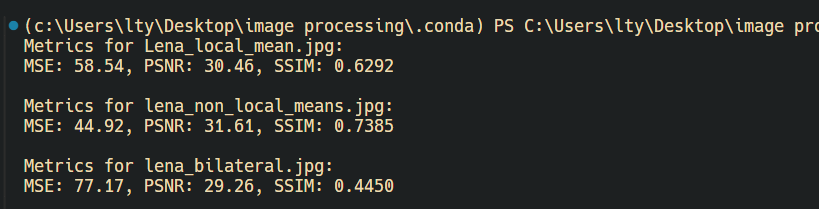 (c:\Users\lty\Desktop\image processing\.conda) PS C:\Users\lty\Desktop\image pro
Metrics for Lena_local_mean.jpg:
MSE: 58.54, PSNR: 30.46, SSIM: 0.6292
Metrics for lena_non_local_means.jpg:
MSE: 44.92, PSNR: 31.61, SSIM: 0.7385
Metrics for lena_bilateral.jpg:
MSE: 77.17, PSNR: 29.26, SSIM: 0.4450